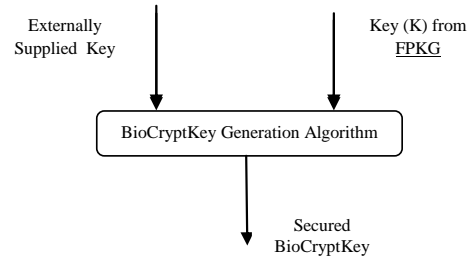 Externally
Supplied Key
Key (K) from
FPKG
BioCryptKey Generation Algorithm
Secured
BioCryptKey